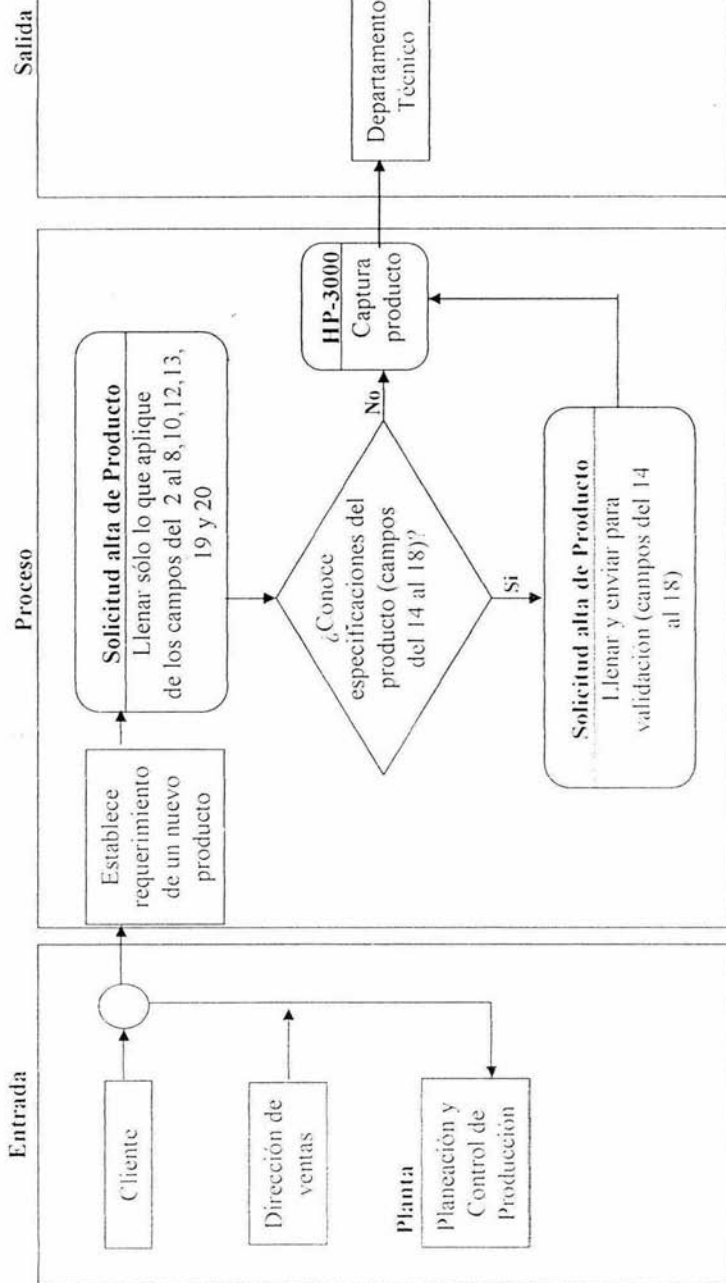 Entrada
Cliente
Dirección de
ventas
Planta
Planeación y
Control de
Producción
Proceso
Establece
requerimiento
de un nuevo
producto
Solicitud alta de Producto
Llenar sólo lo que aplique
de los campos del 2 al 8,10,12,13,
19 y 20
¿Conoce
especificaciones del
producto (campos
del 14 al 18)?
No
Si
HP-3000
Captura
producto
Solicitud alta de Producto
Llenar y enviar para
validación (campos del 14
al 18)
Salida
Departamento
Técnico